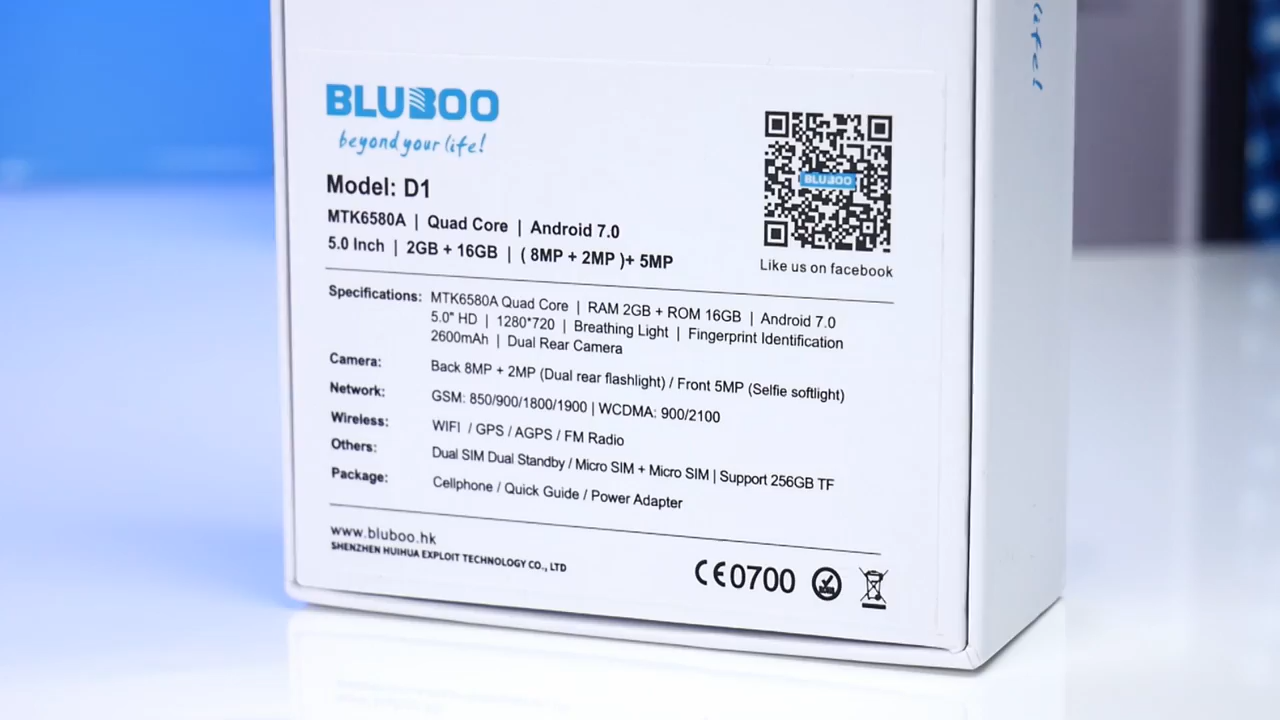 BLUBOO
beyond your life!
Model: D1
MTK6580A | Quad Core | Android 7.0
5.0 Inch | 2GB + 16GB | ( 8MP + 2MP )+ 5MP
BLUBOO
Like us on facebook
Specifications: MTK6580A Quad Core | RAM 2GB + ROM 16GB | Android 7.0
5.0" HD | 1280*720 | Breathing Light | Fingerprint Identification
2600mAh | Dual Rear Camera
Camera: Back 8MP + 2MP (Dual rear flashlight) / Front 5MP (Selfie softlight)
Network: GSM: 850/900/1800/1900 | WCDMA: 900/2100
Wireless: WIFI / GPS / AGPS / FM Radio
Others: Dual SIM Dual Standby / Micro SIM + Micro SIM | Support 256GB TF
Package: Cellphone / Quick Guide / Power Adapter
www.bluboo.hk
SHENZHEN HUIHUA EXPLOIT TECHNOLOGY CO., LTD
CE0700